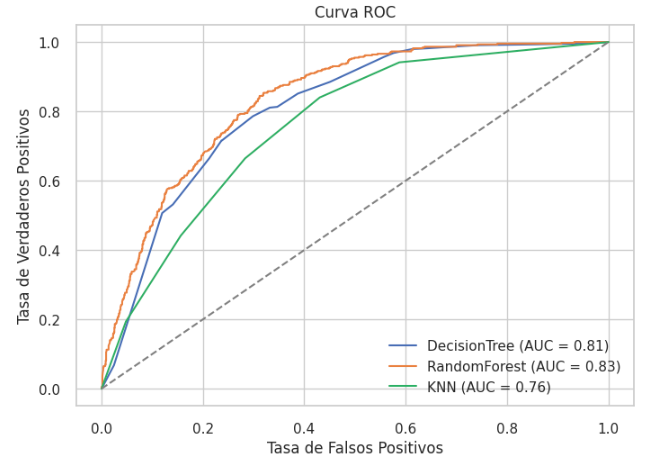 Curva ROC
Tasa de Verdaderos Positivos
1.0
0.8
0.6
0.4
0.2
0.0
DecisionTree (AUC = 0.81)
RandomForest (AUC = 0.83)
KNN (AUC = 0.76)
0.0 0.2 0.4 0.6 0.8 1.0
Tasa de Falsos Positivos